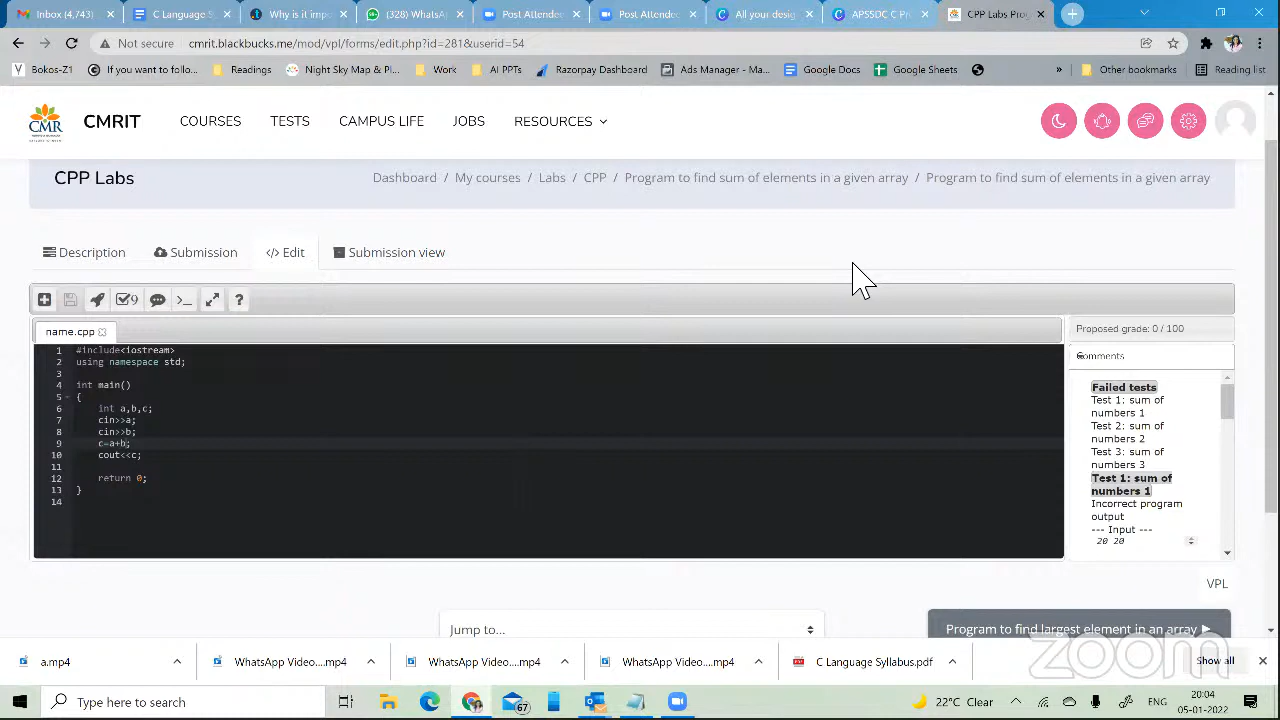 Inbox (4,743)
C Language S
Why is it imp
(328) WhatsA
Post Attender
Post Attended
All your desig
APSSDC C Pr
CPP Labs Prog
Not secure
cmrit.blackbucks.me/mod/vpl/forms/edit.php?id=281&userid=54
Bokos-Z1
If you want to follo...
Readings
Night Sky Map & Pl...
Work
AI PPT
Razorpay Dashboard
Ads Manager - Ma...
Google Docs
Google Sheets
»
Other bookmarks
Reading list
CMR
CMRIT
COURSES
TESTS
CAMPUS LIFE
JOBS
RESOURCES
CPP Labs
Dashboard / My courses / Labs / CPP / Program to find sum of elements in a given array / Program to find sum of elements in a given array
Description
Submission
</> Edit
Submission view
name.cpp
Proposed grade: 0 / 100
Comments
1 #include<iostream>
2 using namespace std;
3
4 int main()
5 {
6 int a,b,c;
7 cin>>a;
8 cin>>b;
9 c=a+b;
10 cout<<c;
11
12 return 0;
13 }
14
Failed tests
Test 1: sum of
numbers 1
Test 2: sum of
numbers 2
Test 3: sum of
numbers 3
Test 1: sum of
numbers 1
Incorrect program
output
--- Input ---
20 20
VPL
Jump to...
Program to find largest element in an array
zoom
a.mp4
WhatsApp Video....mp4
WhatsApp Video....mp4
WhatsApp Video....mp4
C Language Syllabus.pdf
Show all
Type here to search
67
22°C Clear
ENG
20:04
05-01-2022